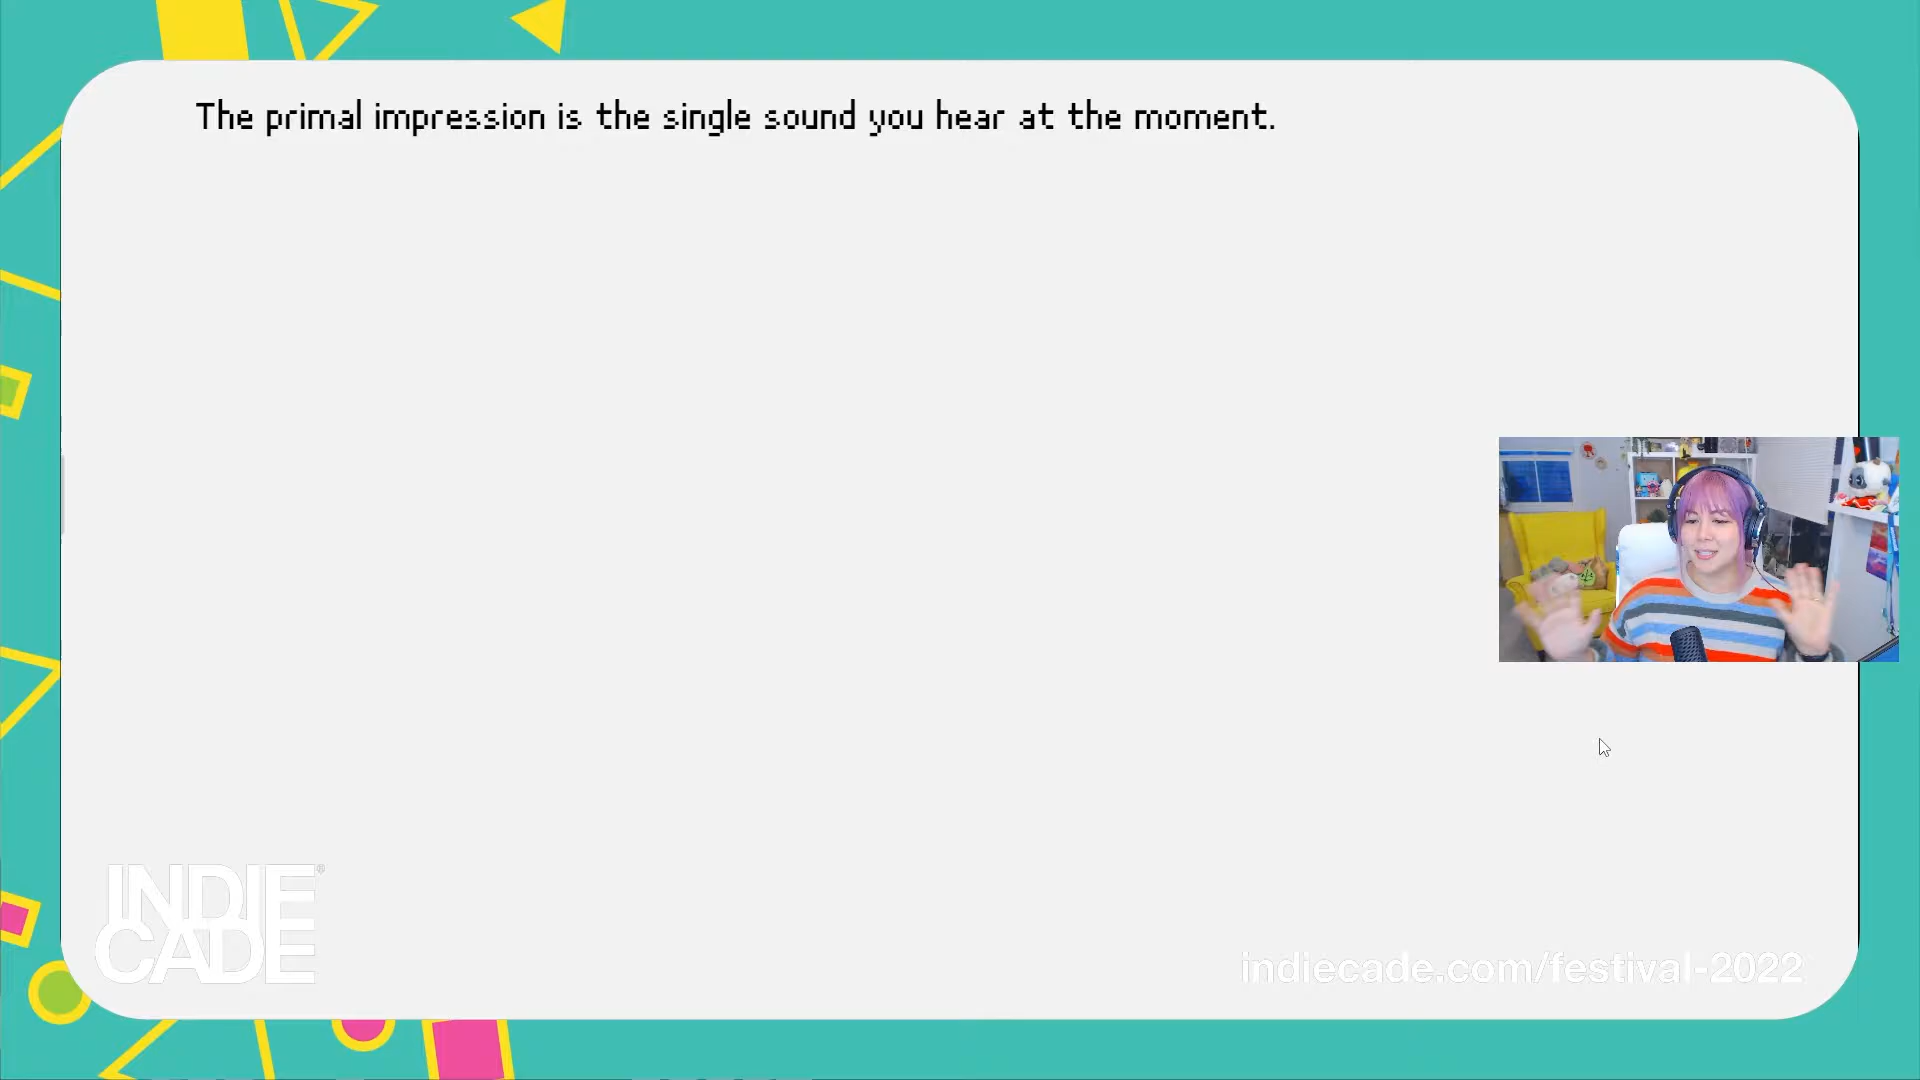 The primal impression is the single sound you hear at the moment.
INDIE
CADE®
indiecade.com/festival-2022